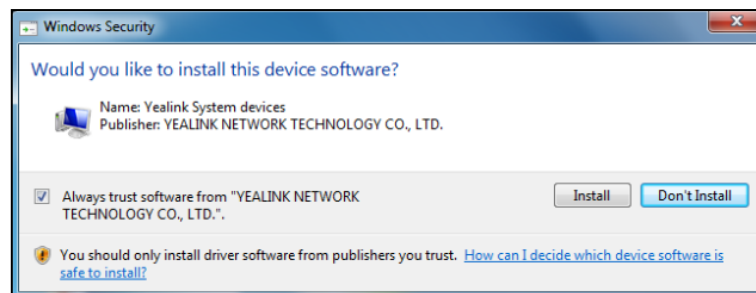 Windows Security
Would you like to install this device software?
Name: Yealink System devices
Publisher: YEALINK NETWORK TECHNOLOGY CO., LTD.
Always trust software from "YEALINK NETWORK
TECHNOLOGY CO., LTD.".
Install
Don't Install
You should only install driver software from publishers you trust. How can I decide which device software is
safe to install?